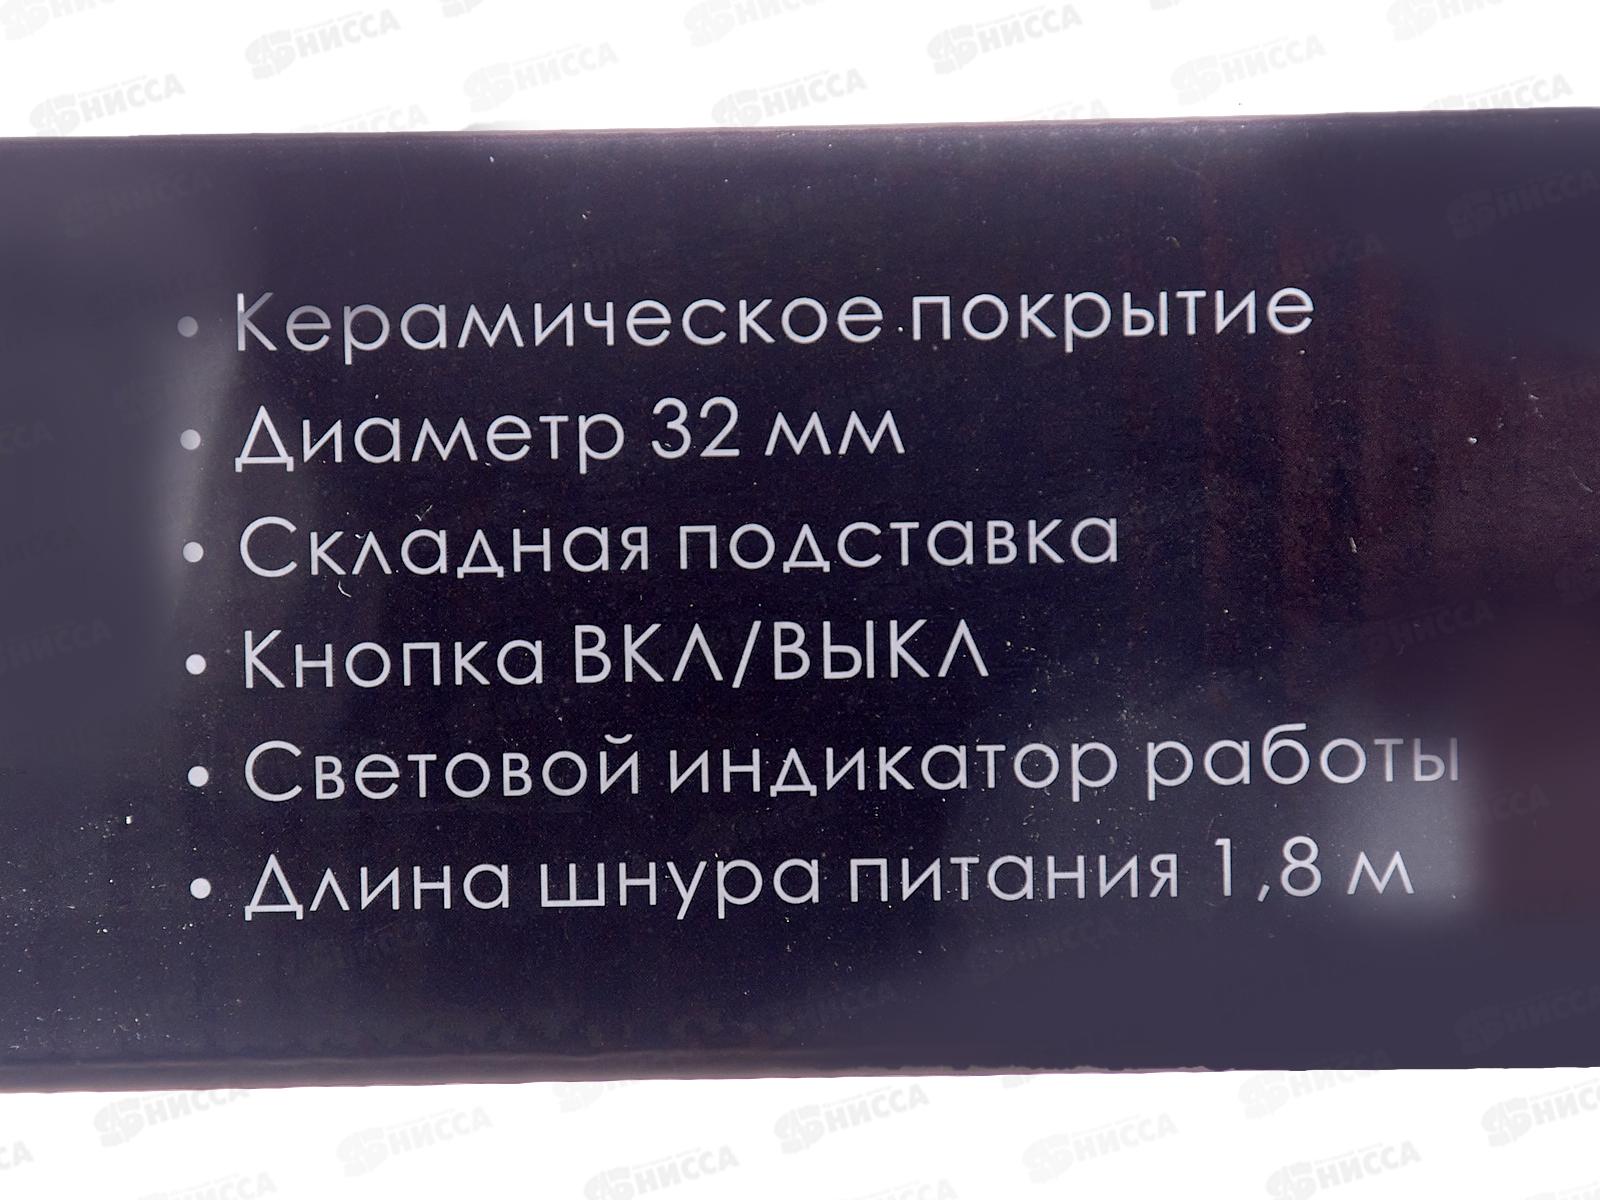 • Керамическое покрытие
• Диаметр 32 мм
• Складная подставка
• Кнопка ВКЛ/ВЫКЛ
• Световой индикатор работы
• Длина шнура питания 1,8 м